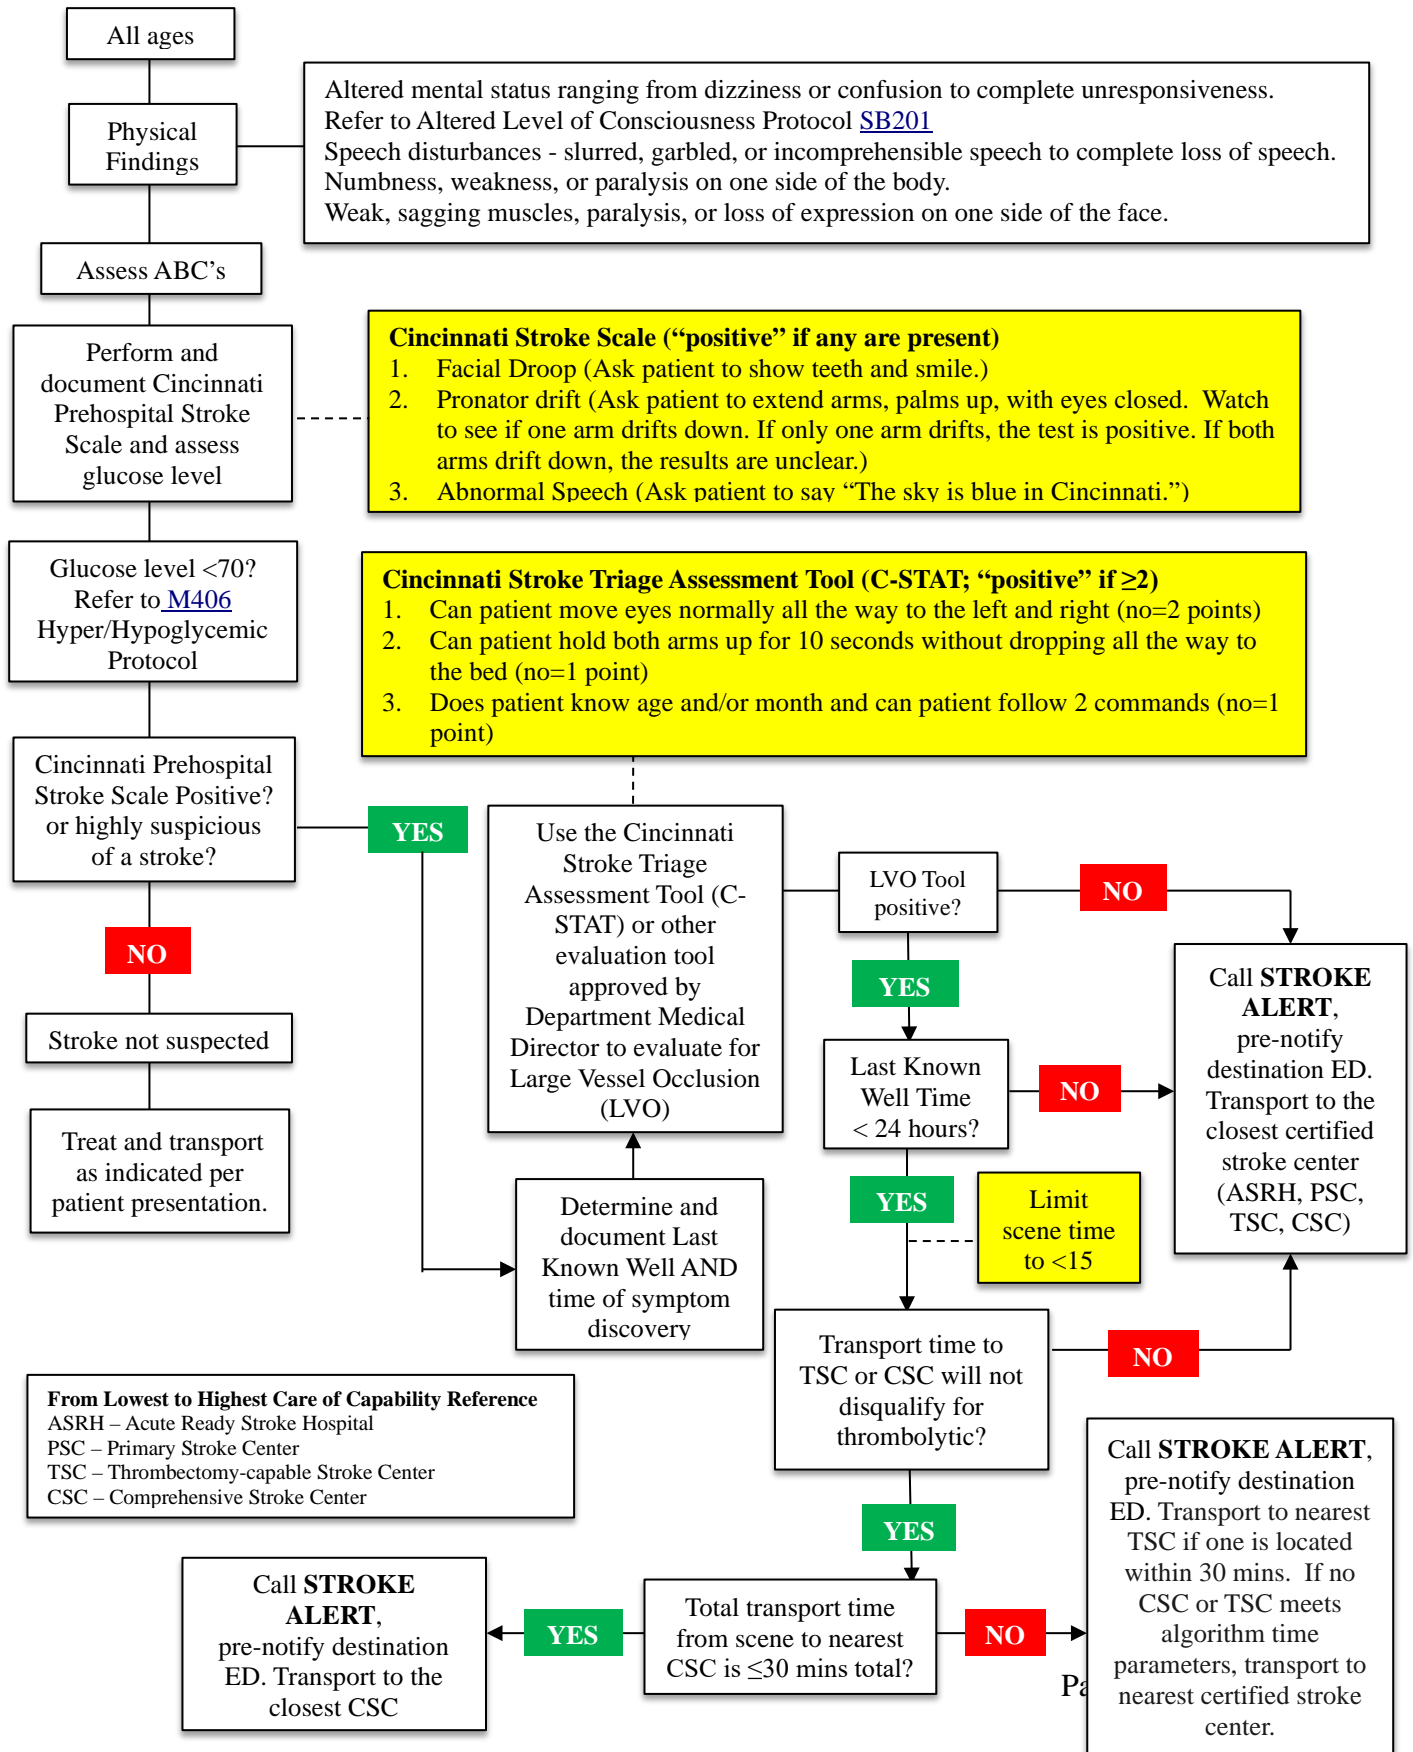 All ages
Physical
Findings
Altered mental status ranging from dizziness or confusion to complete unresponsiveness.
Refer to Altered Level of Consciousness Protocol SB201
Speech disturbances - slurred, garbled, or incomprehensible speech to complete loss of speech.
Numbness, weakness, or paralysis on one side of the body.
Weak, sagging muscles, paralysis, or loss of expression on one side of the face.
Assess ABC’s
Perform and
document Cincinnati
Prehospital Stroke
Scale and assess
glucose level
Cincinnati Stroke Scale (“positive” if any are present)
1. Facial Droop (Ask patient to show teeth and smile.)
2. Pronator drift (Ask patient to extend arms, palms up, with eyes closed. Watch
to see if one arm drifts down. If only one arm drifts, the test is positive. If both
arms drift down, the results are unclear.)
3. Abnormal Speech (Ask patient to say “The sky is blue in Cincinnati.”)
Glucose level <70?
Refer to M406
Hyper/Hypoglycemic
Protocol
Cincinnati Stroke Triage Assessment Tool (C-STAT; “positive” if ≥2)
1. Can patient move eyes normally all the way to the left and right (no=2 points)
2. Can patient hold both arms up for 10 seconds without dropping all the way to
the bed (no=1 point)
3. Does patient know age and/or month and can patient follow 2 commands (no=1
point)
Cincinnati Prehospital
Stroke Scale Positive?
or highly suspicious
of a stroke?
YES
NO
Stroke not suspected
Treat and transport
as indicated per
patient presentation.
Use the Cincinnati
Stroke Triage
Assessment Tool (C-
STAT) or other
evaluation tool
approved by
Department Medical
Director to evaluate for
Large Vessel Occlusion
(LVO)
LVO Tool
positive?
NO
YES
Last Known
Well Time
< 24 hours?
NO
Call STROKE
ALERT,
pre-notify
destination ED.
Transport to the
closest certified
stroke center
(ASRH, PSC,
TSC, CSC)
YES
Limit
scene time
to <15
Determine and
document Last
Known Well AND
time of symptom
discovery
Transport time to
TSC or CSC will not
disqualify for
thrombolytic?
NO
From Lowest to Highest Care of Capability Reference
ASRH – Acute Ready Stroke Hospital
PSC – Primary Stroke Center
TSC – Thrombectomy-capable Stroke Center
CSC – Comprehensive Stroke Center
YES
Call STROKE
ALERT,
pre-notify destination
ED. Transport to the
closest CSC
YES
Total transport time
from scene to nearest
CSC is ≤30 mins total?
NO
Call STROKE ALERT,
pre-notify destination
ED. Transport to nearest
TSC if one is located
within 30 mins. If no
CSC or TSC meets
algorithm time
parameters, transport to
nearest certified stroke
center.